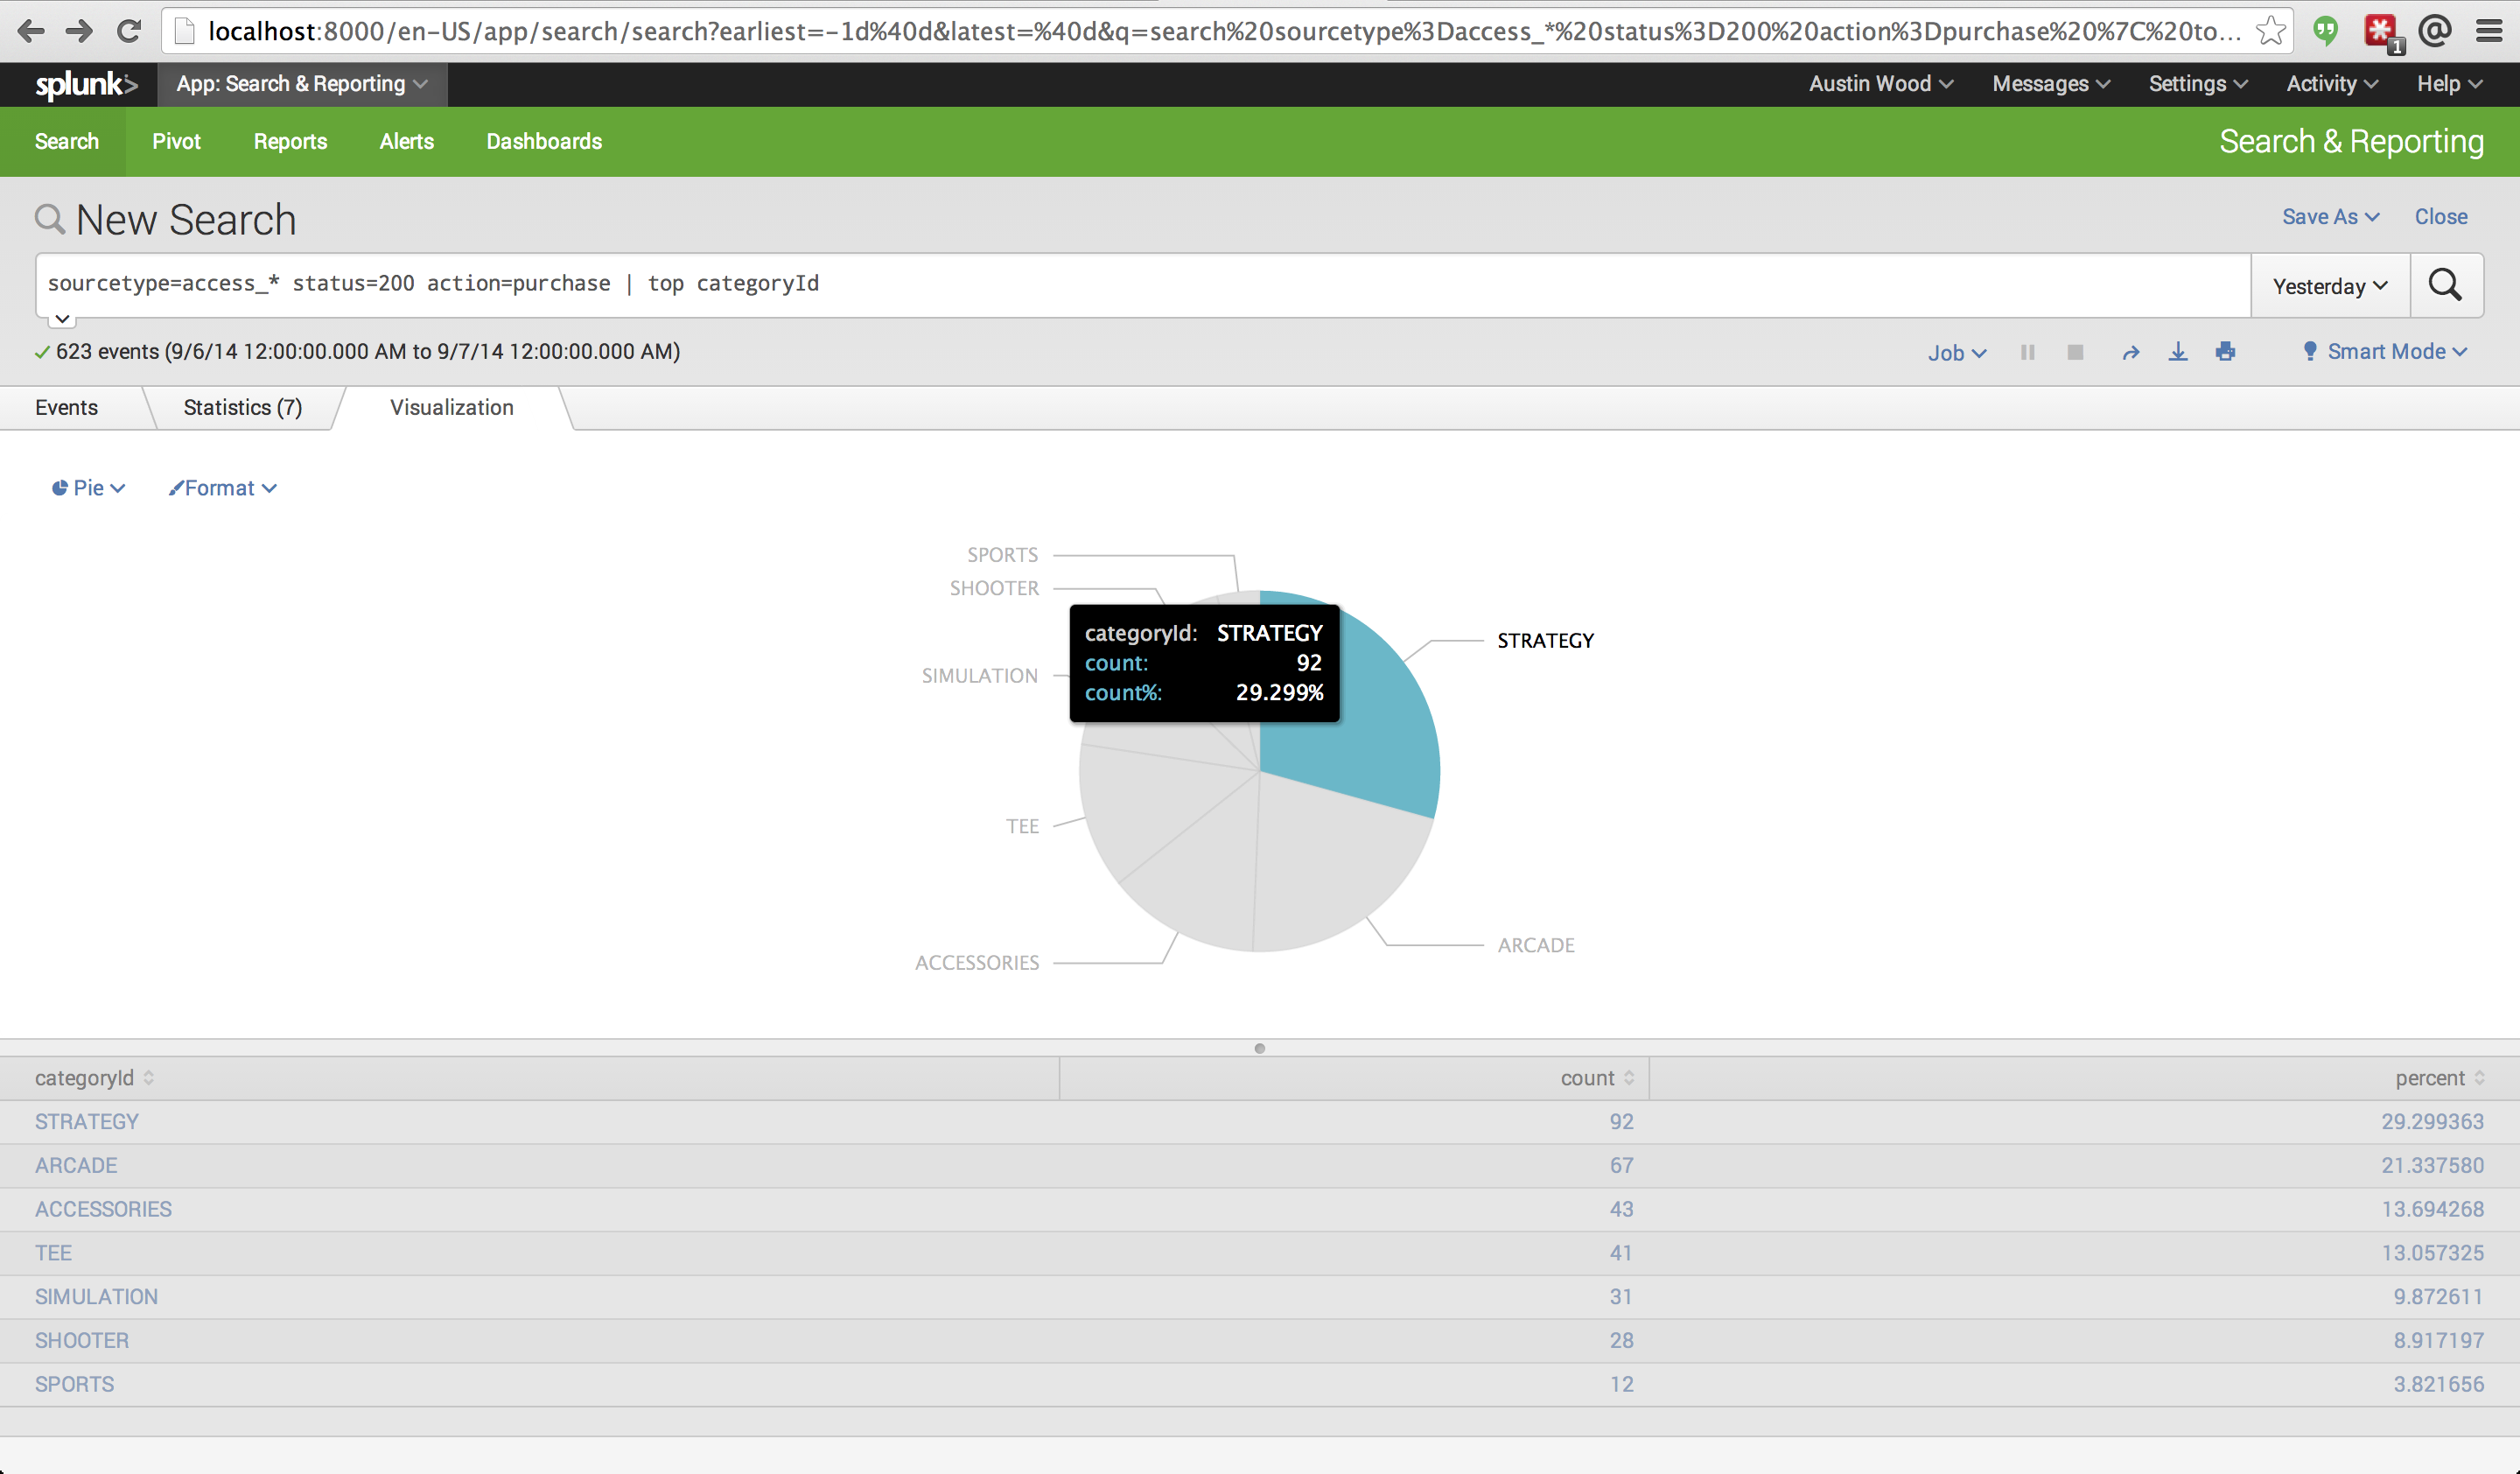 localhost:8000/en-US/app/search/search?earliest=-1d%40d&latest=%40d&q=search%20sourcetype%3Daccess_*%20status%3D200%20action%3Dpurchase%20%7C%20to...
1
splunk> App: Search & Reporting Austin Wood Messages Settings Activity Help
Search Pivot Reports Alerts Dashboards Search & Reporting
New Search Save As Close
sourcetype=access_* status=200 action=purchase | top categoryId Yesterday
623 events (9/6/14 12:00:00.000 AM to 9/7/14 12:00:00.000 AM) Job Smart Mode
Events Statistics (7) Visualization
Pie Format
SPORTS
SHOOTER
categoryId: STRATEGY
count: 92
count%: 29.299%
STRATEGY
SIMULATION
TEE
ARCADE
ACCESSORIES
categoryId count percent
STRATEGY 92 29.299363
ARCADE 67 21.337580
ACCESSORIES 43 13.694268
TEE 41 13.057325
SIMULATION 31 9.872611
SHOOTER 28 8.917197
SPORTS 12 3.821656